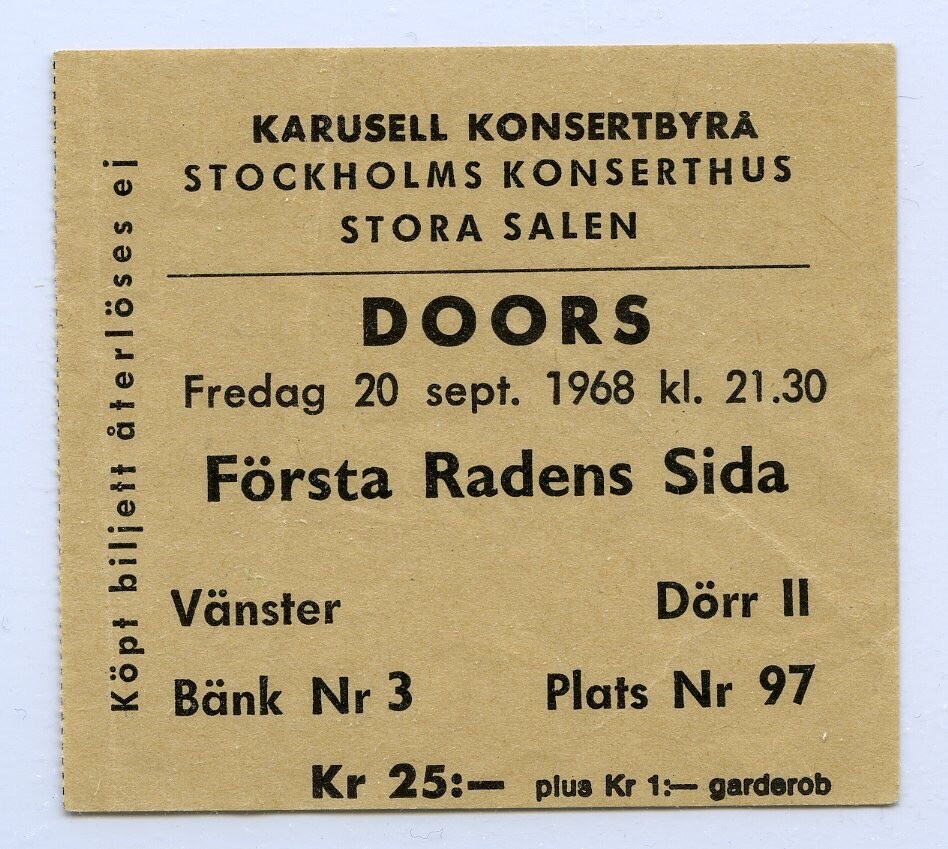 KARUSELL KONSERTBYRÅ
STOCKHOLMS KONSERTHUS
STORA SALEN
DOORS
Fredag 20 sept. 1968 kl. 21.30
Första Radens Sida
Vänster Dörr II
Bänk Nr 3 Plats Nr 97
Kr 25:— plus Kr 1:— garderob
Köpt biljett återlöses ej